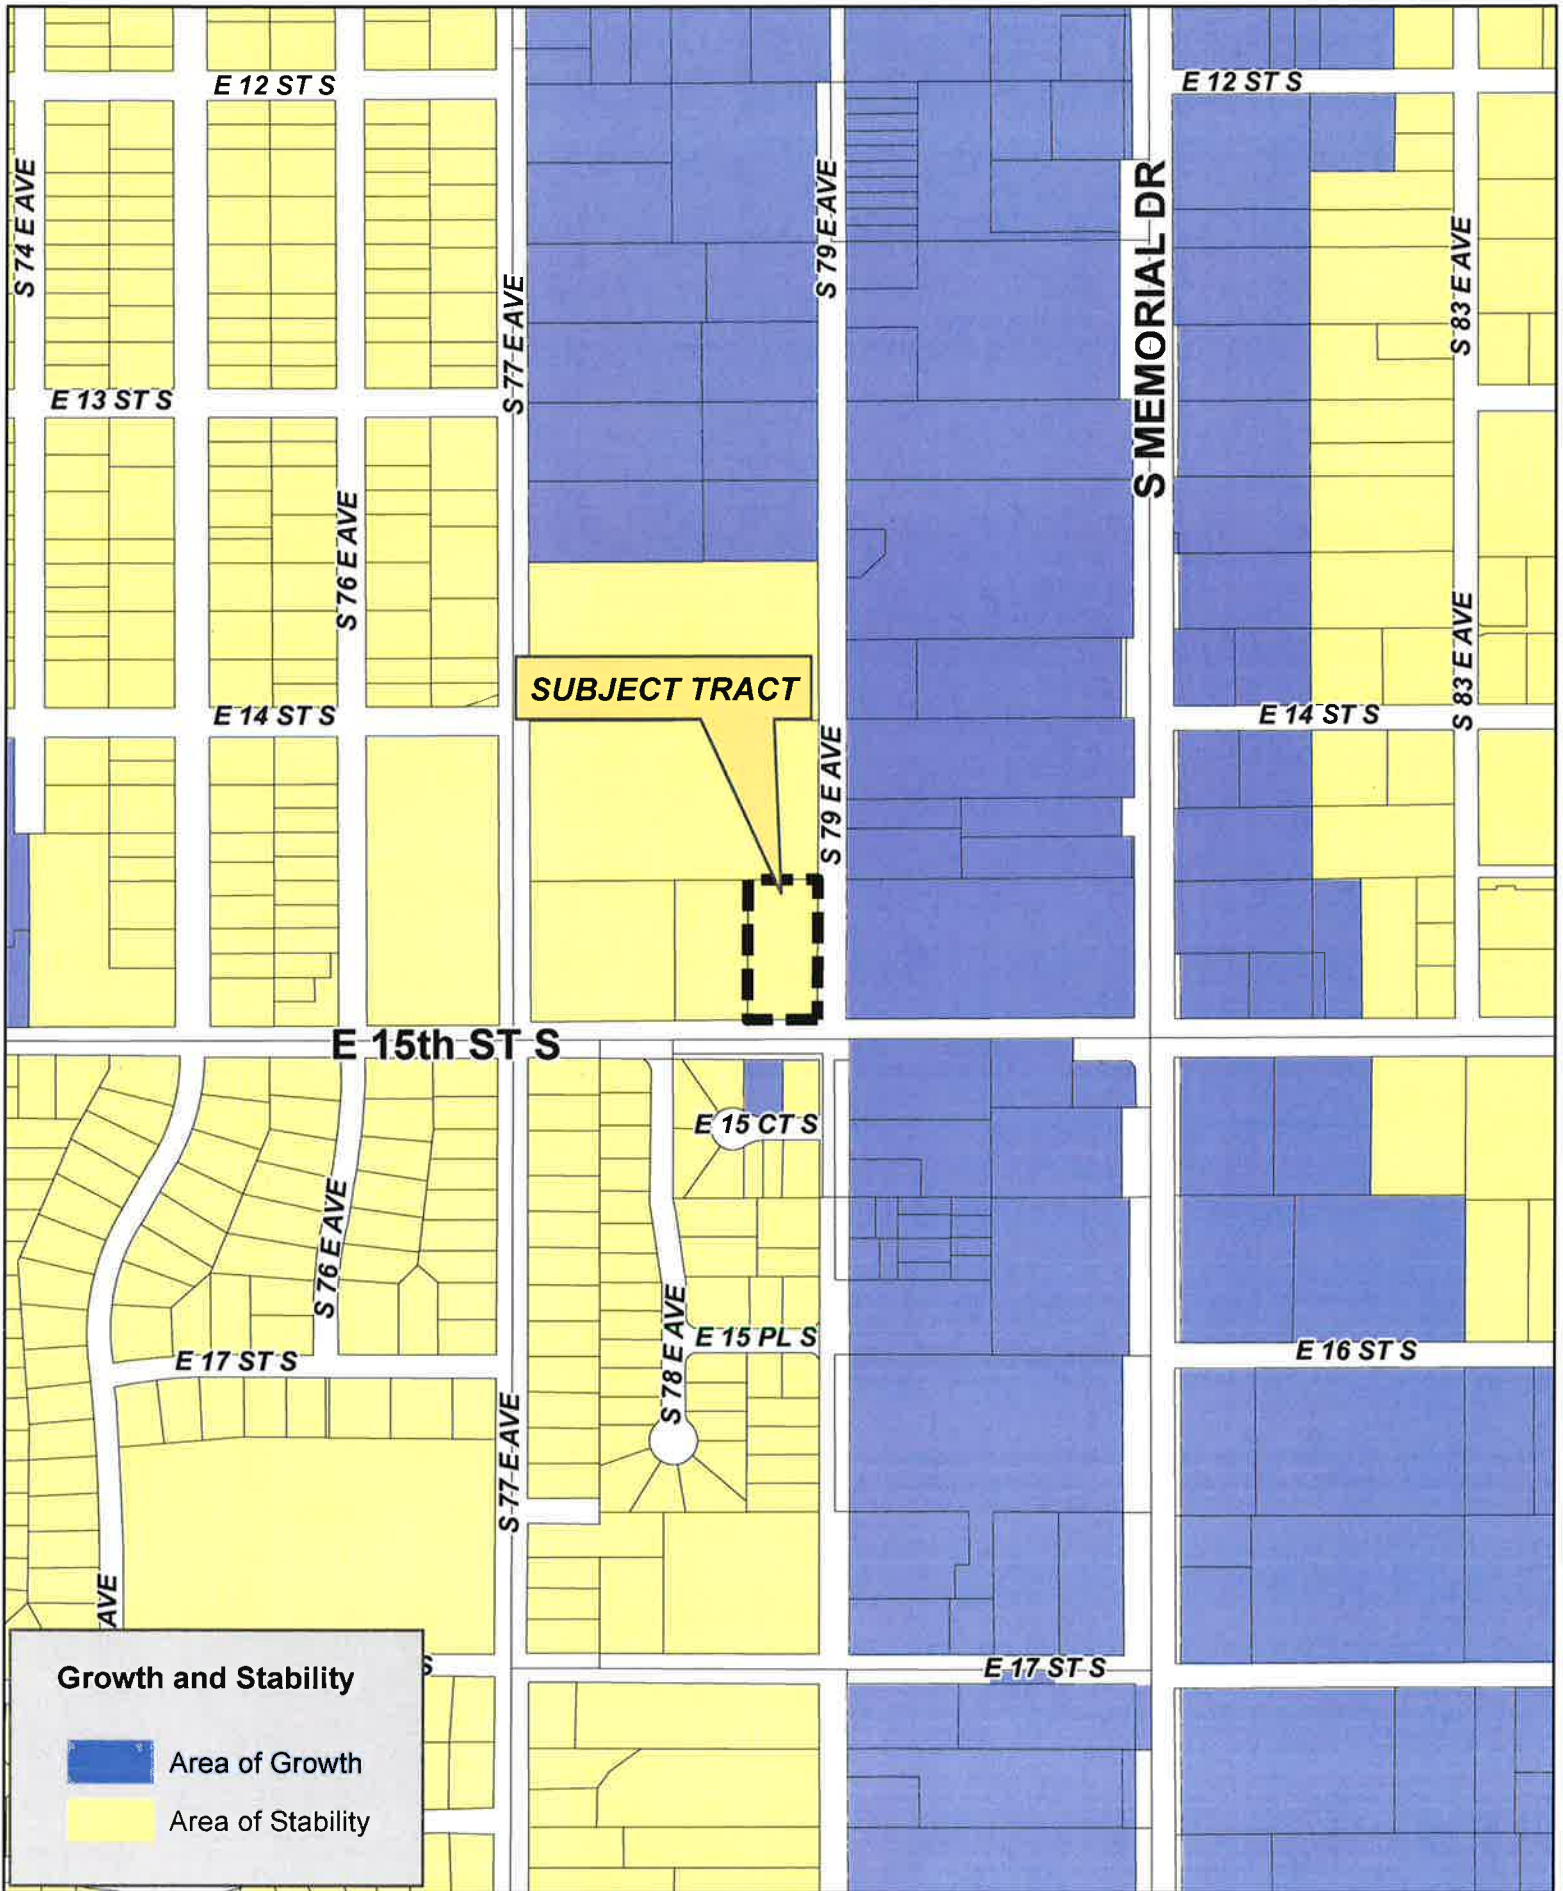 E 12 ST S
E 12 ST S
S 74 E AVE
S 79 E AVE
S MEMORIAL DR
S 83 E AVE
S 77 E AVE
E 13 ST S
S 76 E AVE
S 83 E AVE
SUBJECT TRACT
E 14 ST S
E 14 ST S
S 79 E AVE
E 15th ST S
E 15 CT S
S 76 E AVE
S 78 E AVE
E 15 PL S
E 16 ST S
E 17 ST S
S 77 E AVE
AVE
S
E 17 ST S
Growth and Stability
Area of Growth
Area of Stability